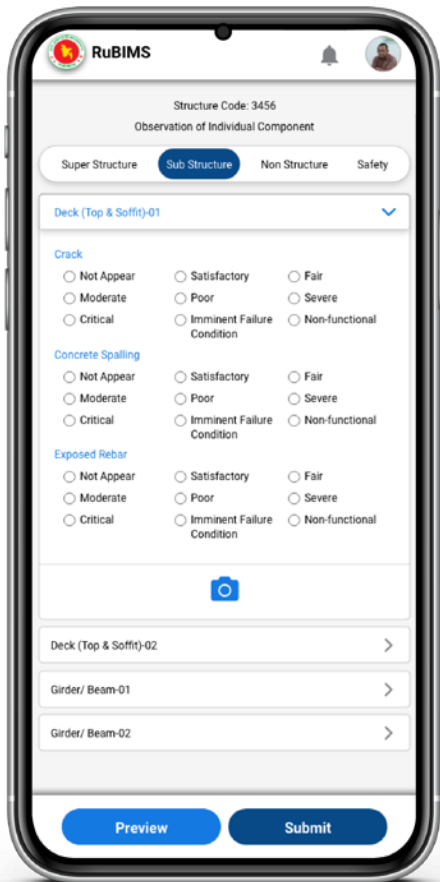 RuBIMS
Structure Code: 3456
Observation of Individual Component
Super Structure Sub Structure Non Structure Safety
Deck (Top & Soffit)-01
Crack
Not Appear Satisfactory Fair
Moderate Poor Severe
Critical Imminent Failure Non-functional
Condition
Concrete Spalling
Not Appear Satisfactory Fair
Moderate Poor Severe
Critical Imminent Failure Non-functional
Condition
Exposed Rebar
Not Appear Satisfactory Fair
Moderate Poor Severe
Critical Imminent Failure Non-functional
Condition
Deck (Top & Soffit)-02
Girder/ Beam-01
Girder/ Beam-02
Preview Submit